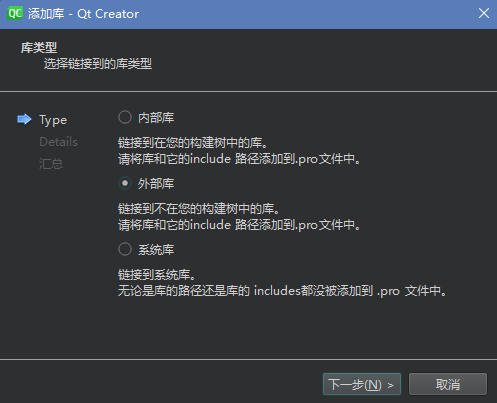 QC 添加库 - Qt Creator
库类型
选择链接到的库类型
Type
Details
汇总
内部库
链接到在您的构建树中的库。
请将库和它的include 路径添加到.pro文件中。
外部库
链接到不在您的构建树中的库。
请将库和它的include 路径添加到.pro文件中。
系统库
链接到系统库。
无论是库的路径还是库的 includes都没被添加到 .pro 文件中。
下一步(N) >
取消